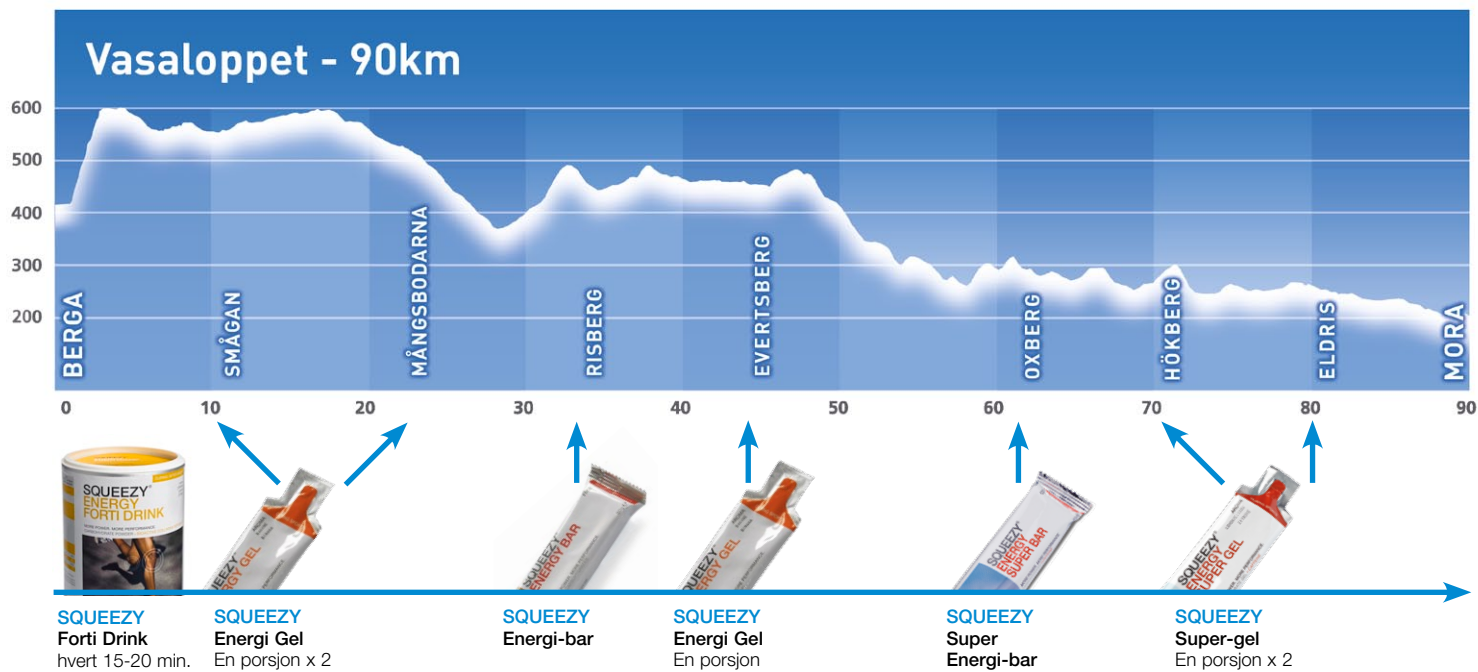 Vasaloppet - 90km
600
500
400
300
200
BERGA
SMÅGAN
MÅNGSBODARNA
RISBERG
EVERTSBERG
OXBERG
HÖKBERG
ELDRIS
MORA
0 10 20 30 40 50 60 70 80 90
SQUEEZY
ENERGY
FORTI DRINK
SQUEEZY
ENERGY BAR
SQUEEZY
ENERGY
SUPER BAR
SQUEEZY
ENERGY
SUPER GEL
SQUEEZY
Forti Drink
hvert 15-20 min.
SQUEEZY
Energi Gel
En porsjon x 2
SQUEEZY
Energi-bar
SQUEEZY
Energi Gel
En porsjon
SQUEEZY
Super
Energi-bar
SQUEEZY
Super-gel
En porsjon x 2